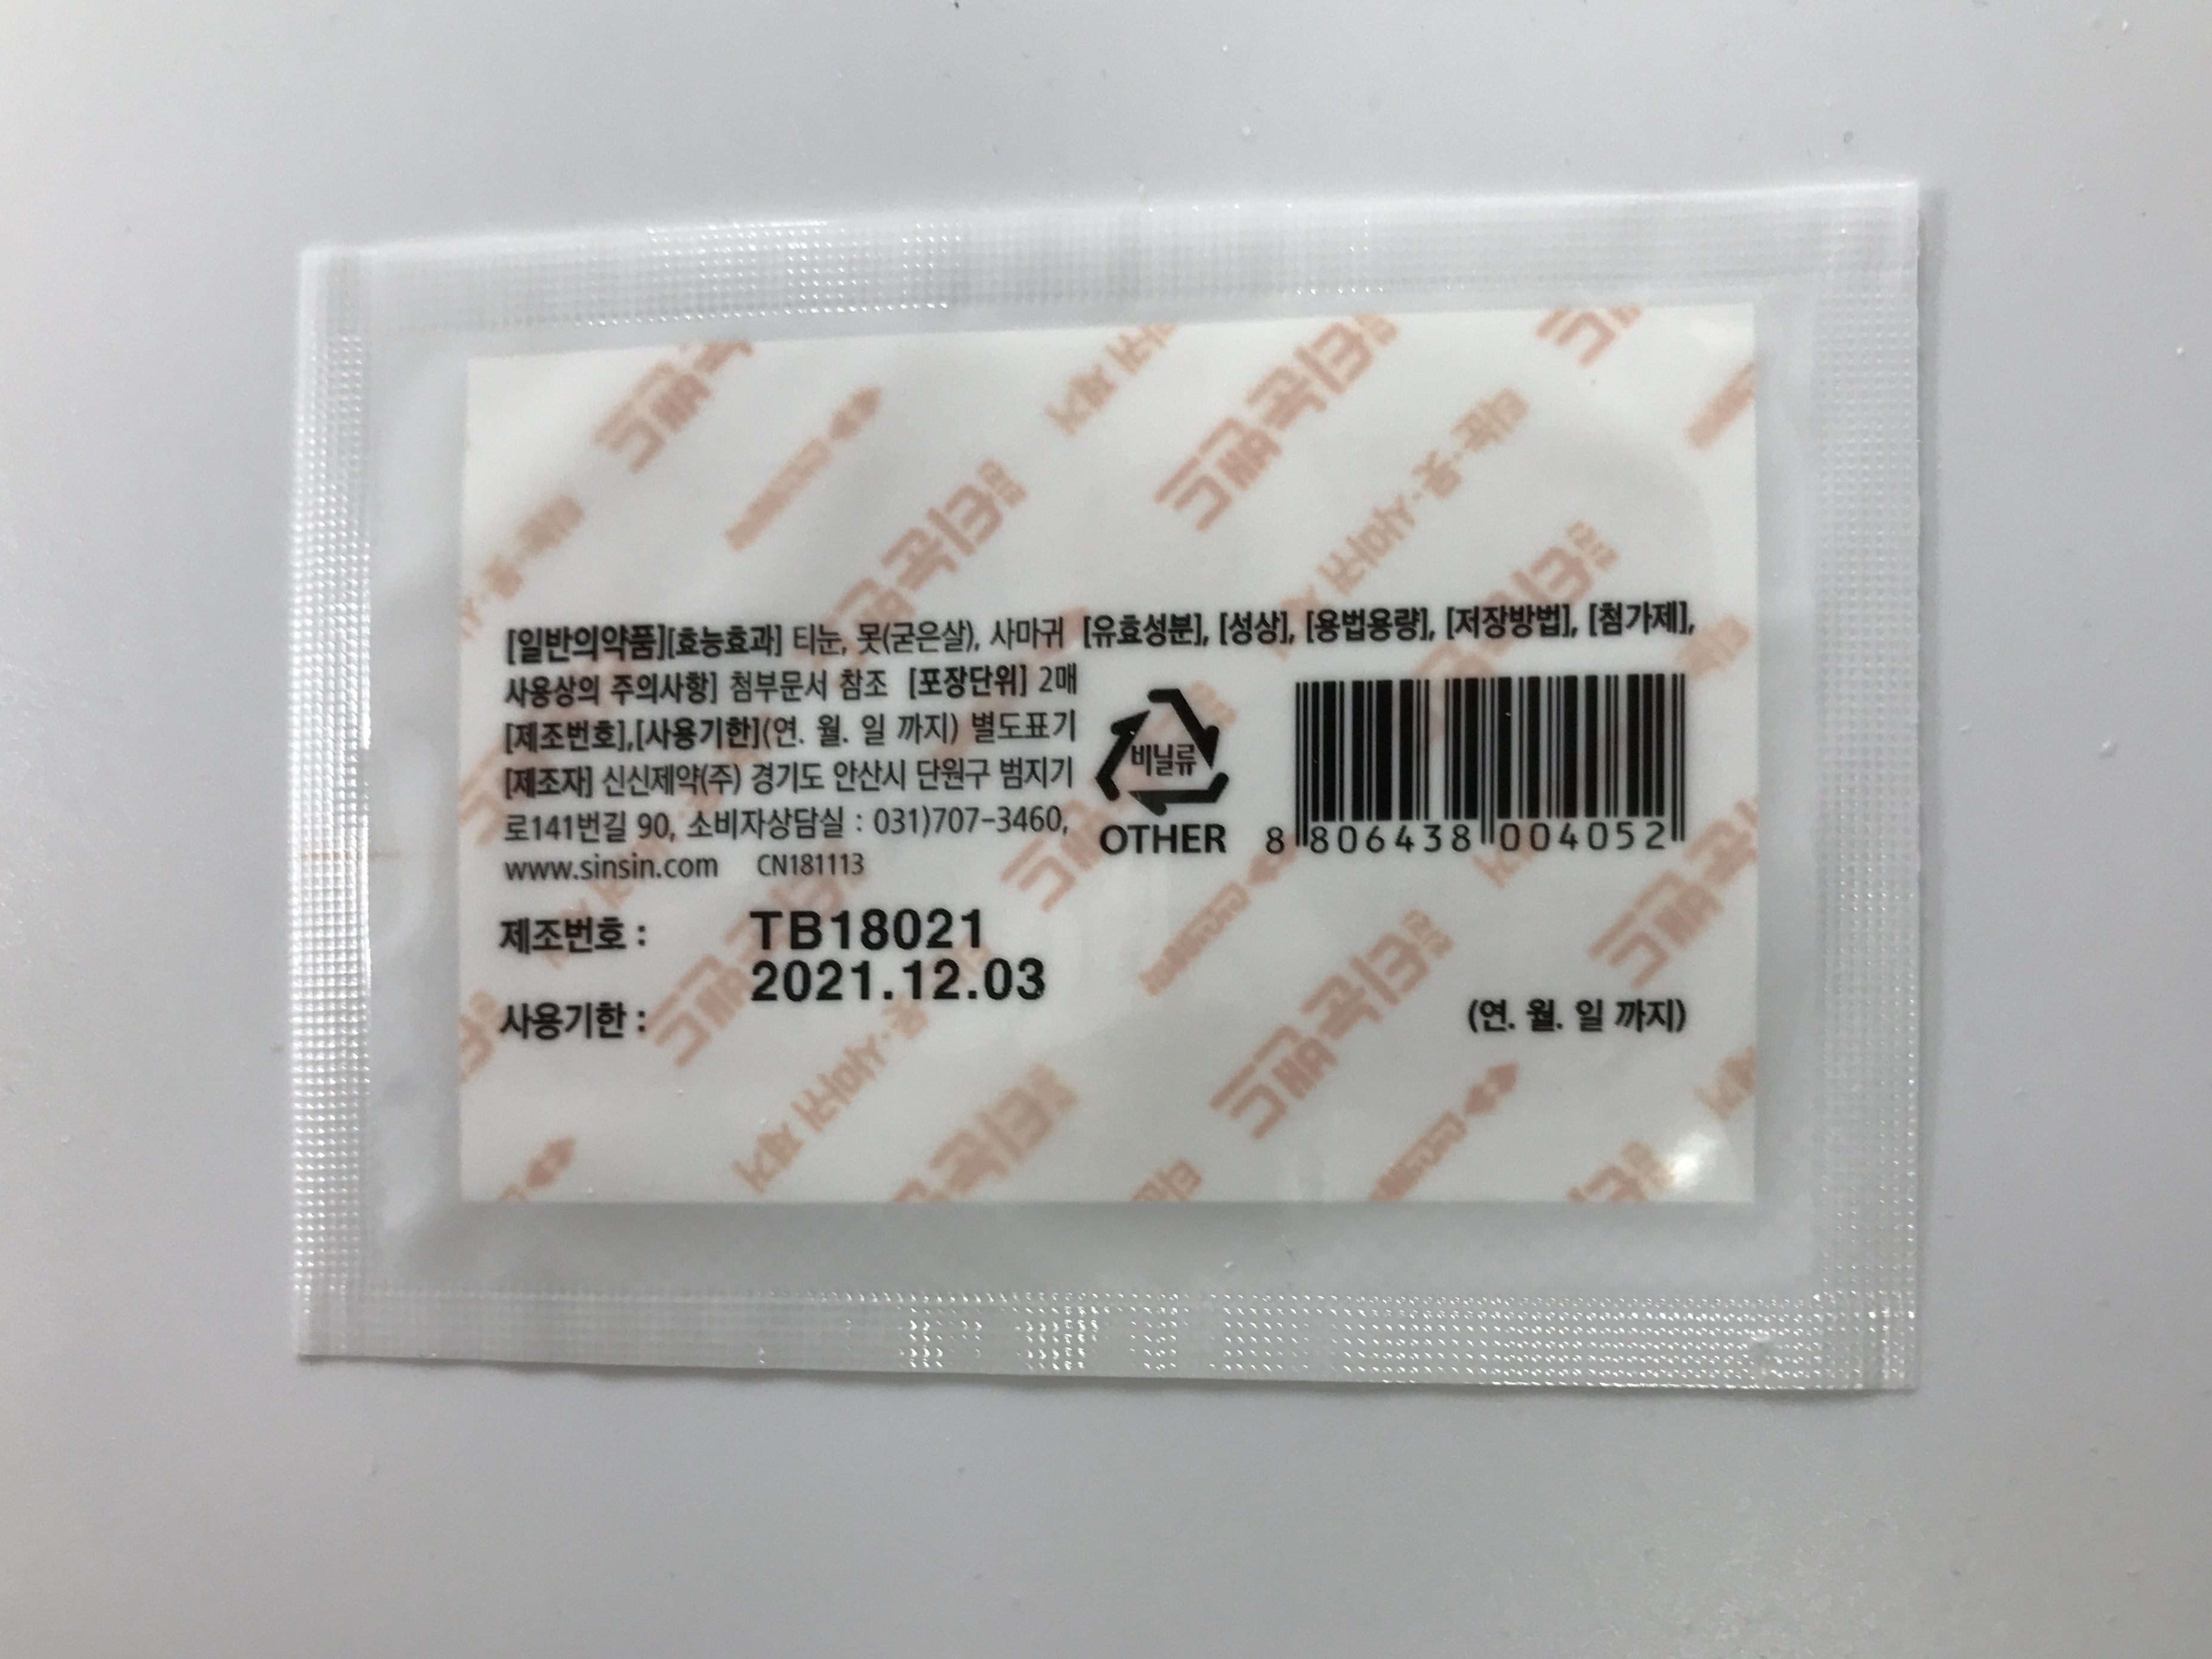 [일반의약품][효능효과] 티눈, 못(굳은살), 사마귀 [유효성분], [성상], [용법용량], [저장방법], [첨가제],
사용상의 주의사항] 첨부문서 참조 [포장단위] 2매
[제조번호],[사용기한](연. 월. 일 까지) 별도표기
[제조자] 신신제약(주) 경기도 안산시 단원구 범지기
로141번길 90, 소비자상담실 : 031)707-3460,
www.sinsin.com CN181113
비닐류
OTHER
8 806438 004052
제조번호 : TB18021
2021.12.03
사용기한 : (연. 월. 일 까지)